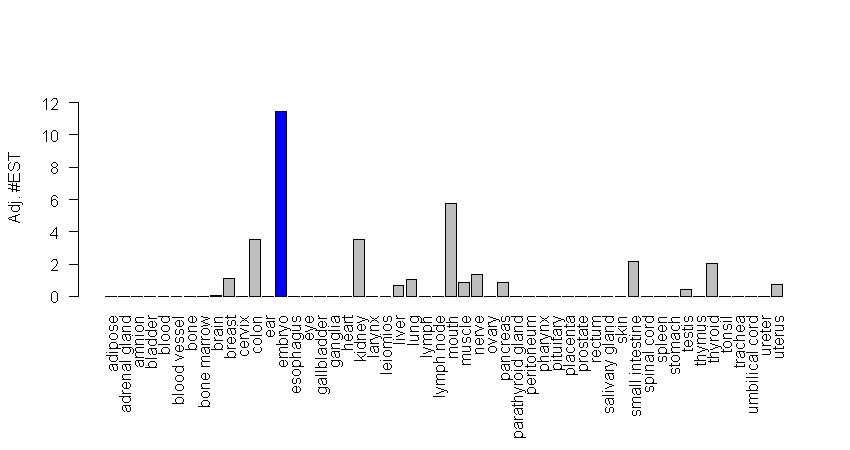 Adj. #EST
12
10
8
6
4
2
0
adipose
adrenal gland
amnion
bladder
blood
blood vessel
bone
bone marrow
brain
breast
cervix
colon
ear
embryo
esophagus
eye
gallbladder
ganglia
heart
kidney
larynx
leiomios
liver
lung
lymph
lymph node
mouth
muscle
nerve
ovary
pancreas
parathyroid gland
peritoneum
pharynx
pituitary
placenta
prostate
rectum
salivary gland
skin
small intestine
spinal cord
spleen
stomach
testis
thymus
thyroid
tonsil
trachea
umbilical cord
ureter
uterus